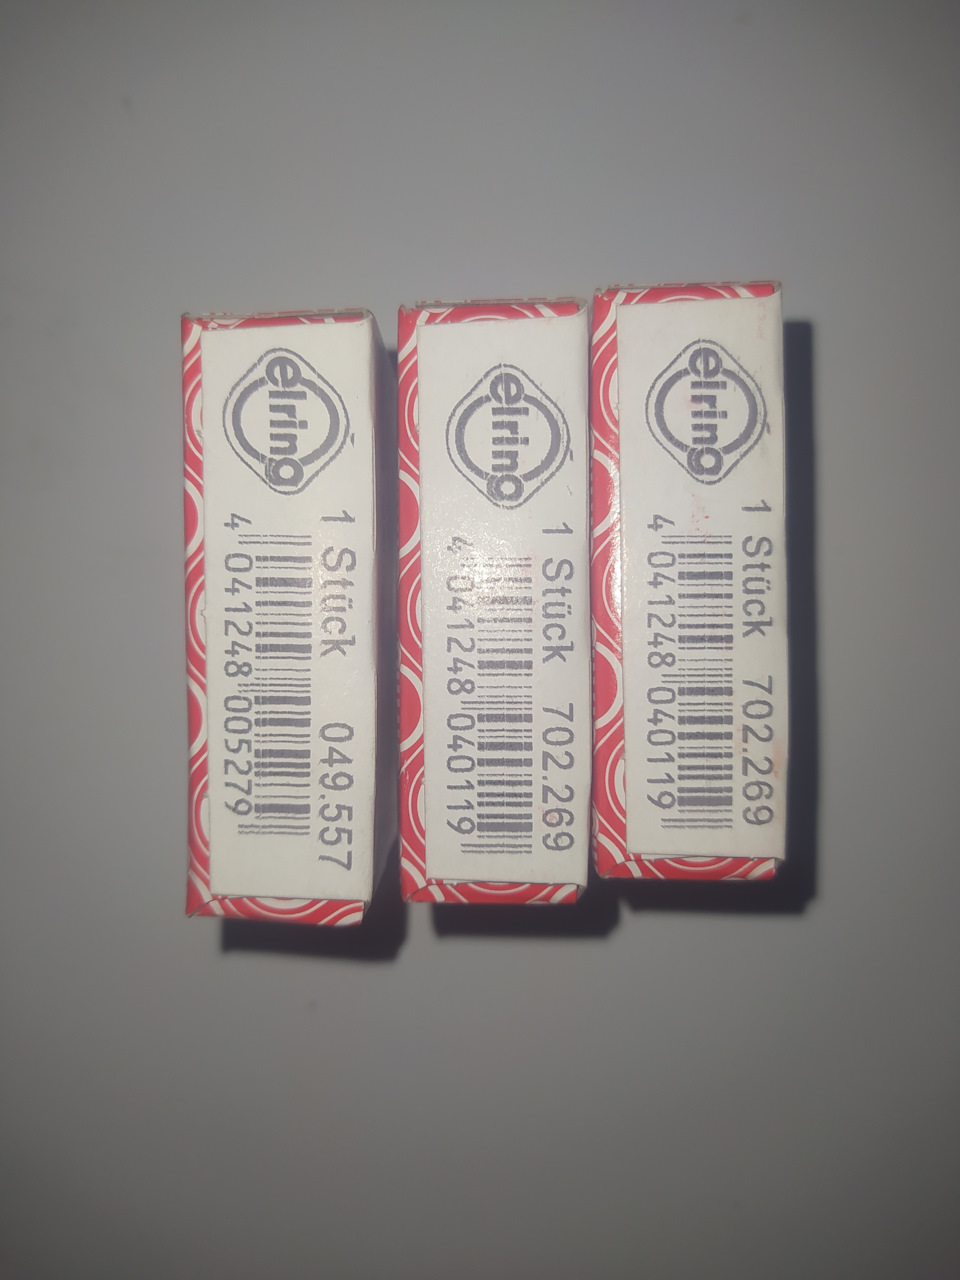 elring
1 Stück 049.557
4 041248 005279
elring
1 Stück 702.269
4 041248 040119
elring
1 Stück 702.269
4 041248 040119